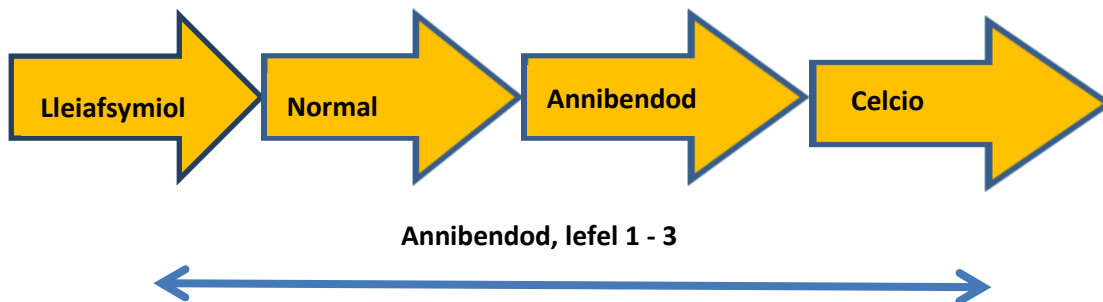 Lleiafsymiol
Normal
Annibendod
Celcio
Annibendod, lefel 1 - 3